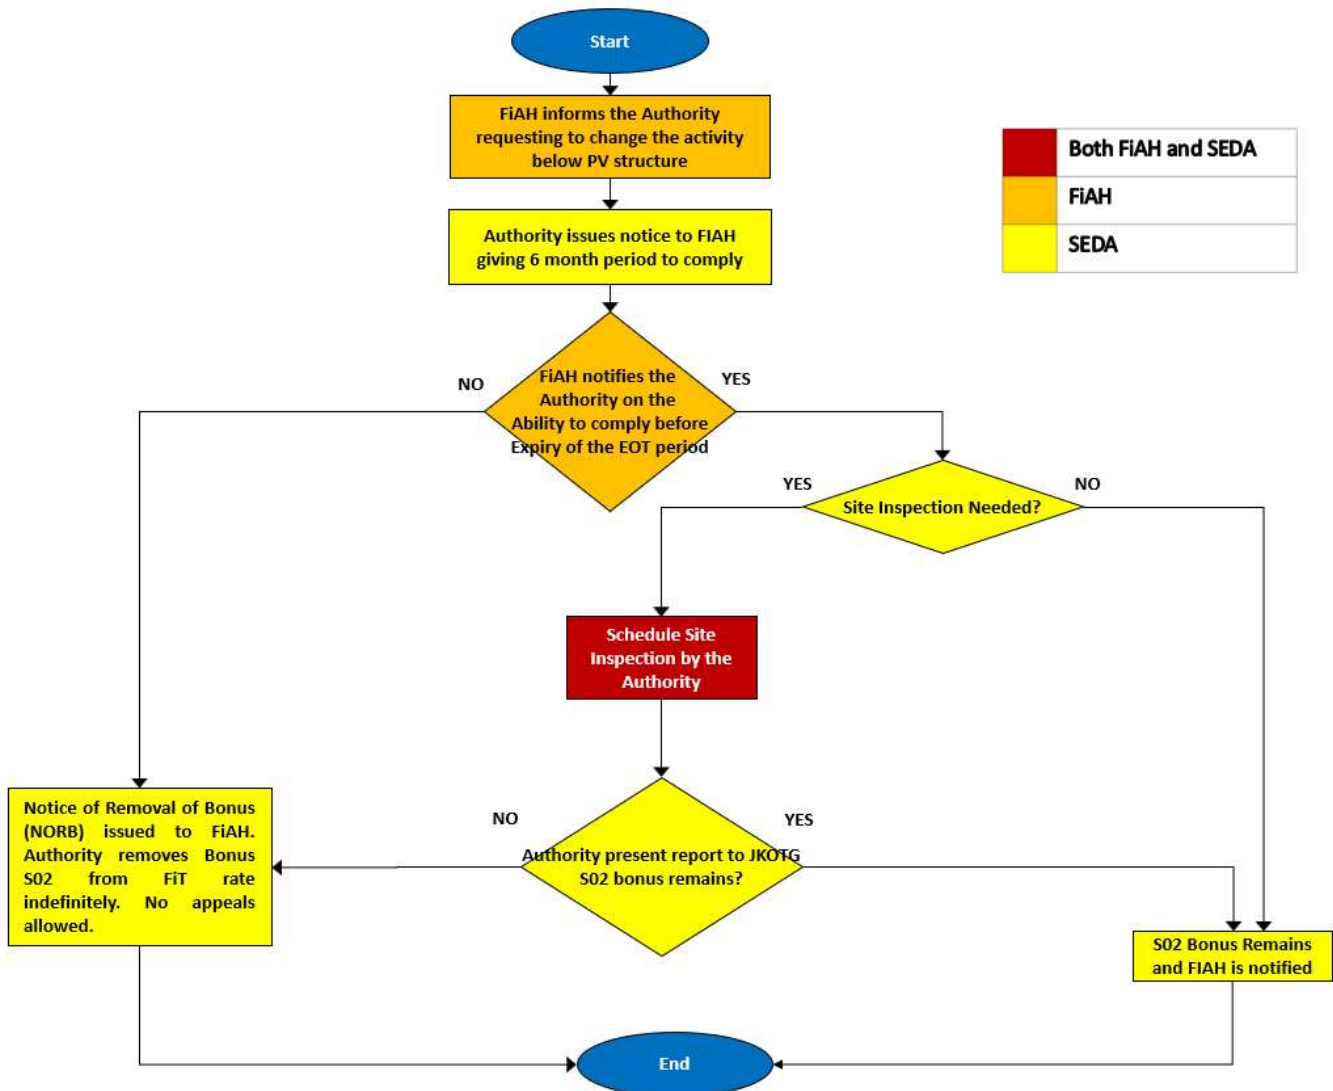 Start
FiAH informs the Authority
requesting to change the activity
below PV structure
Both FiAH and SEDA
FiAH
SEDA
Authority issues notice to FIAH
giving 6 month period to comply
NO
YES
FiAH notifies the
Authority on the
Ability to comply before
Expiry of the EOT period
YES
NO
Site Inspection Needed?
Schedule Site
Inspection by the
Authority
Notice of Removal of Bonus
(NORB) issued to FiAH.
Authority removes Bonus
S02 from FiT rate
indefinitely. No appeals
allowed.
NO
YES
Authority present report to JKOTG
S02 bonus remains?
S02 Bonus Remains
and FIAH is notified
End